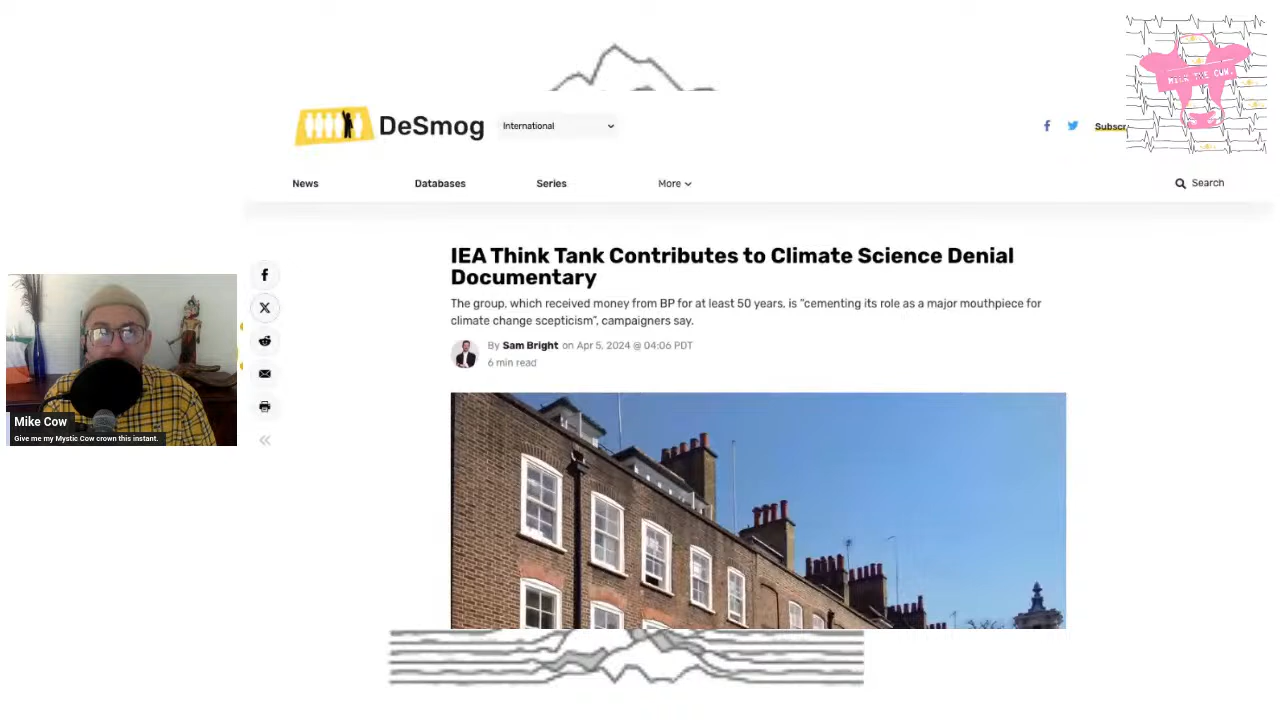 DeSmog
International
Subscr
MILK THE COW.
News
Databases
Series
More
Search
IEA Think Tank Contributes to Climate Science Denial
Documentary
The group, which received money from BP for at least 50 years, is “cementing its role as a major mouthpiece for
climate change scepticism”, campaigners say.
By Sam Bright on Apr 5, 2024 @ 04:06 PDT
6 min read
Mike Cow
Give me my Mystic Cow crown this instant.